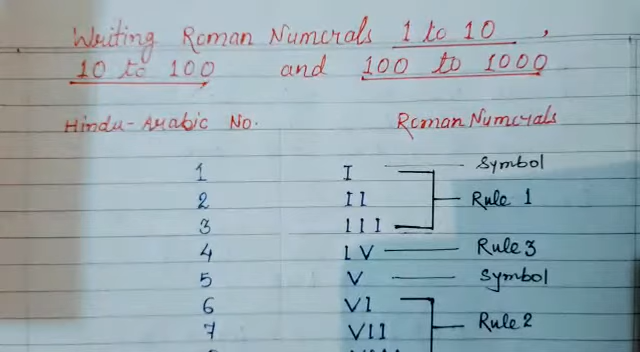 Writing Roman Numerals 1 to 10 ,
10 to 100 and 100 to 1000
Hindu-Arabic No. Roman Numerals
1 I Symbol
2 II Rule 1
3 III
4 IV Rule 3
5 V Symbol
6 VI
7 VII Rule 2